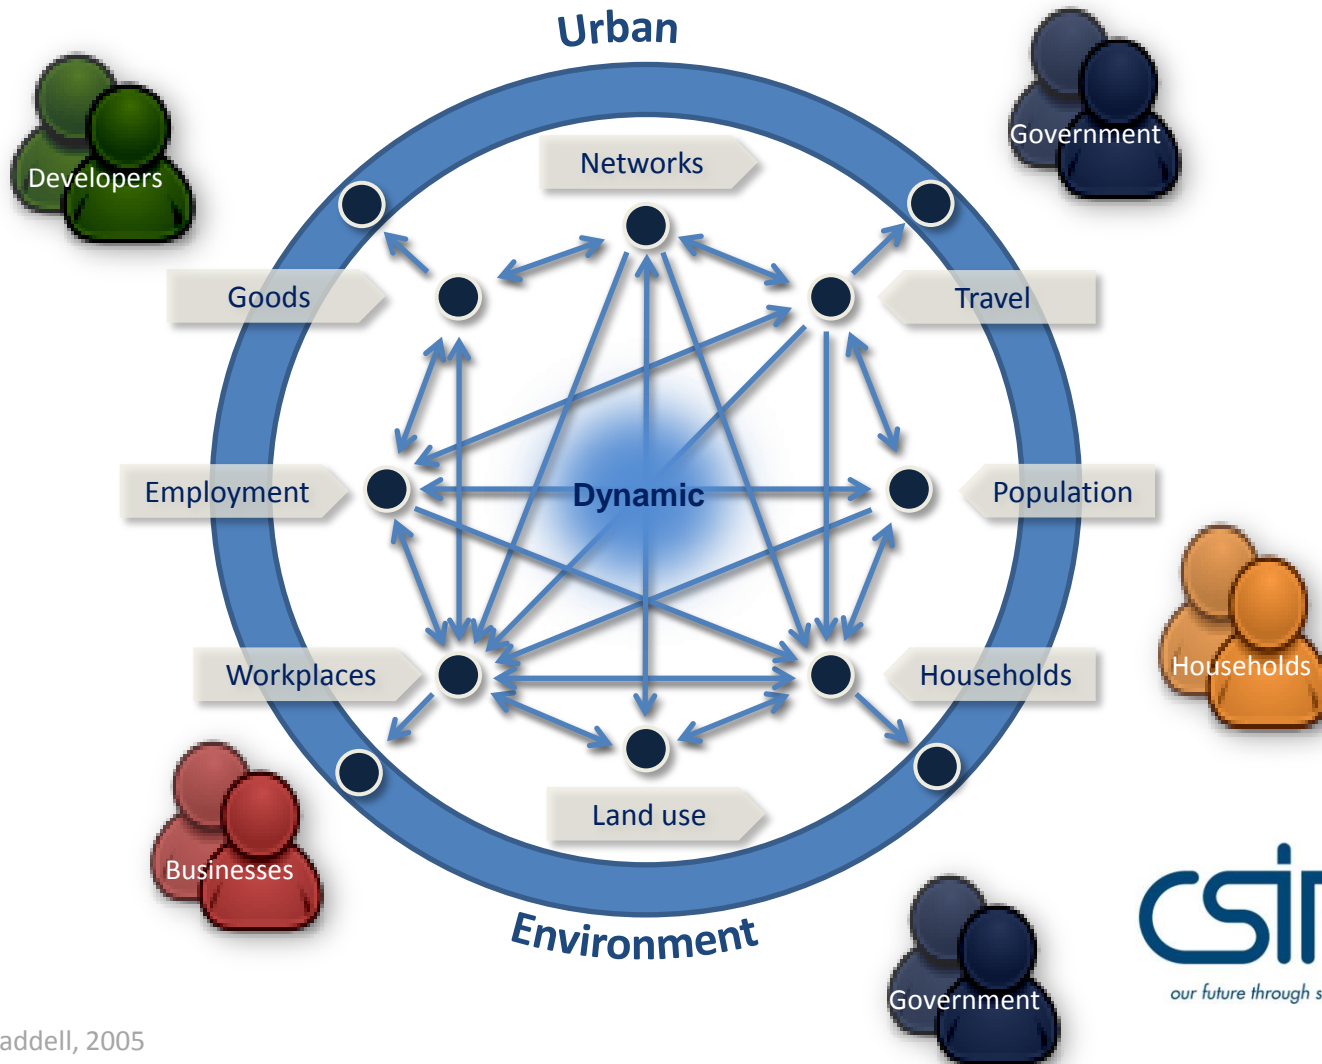 Urban
Government
Developers
Networks
Goods
Travel
Employment
Dynamic
Population
Workplaces
Households
Households
Land use
Businesses
Environment
Government
our future through
2005